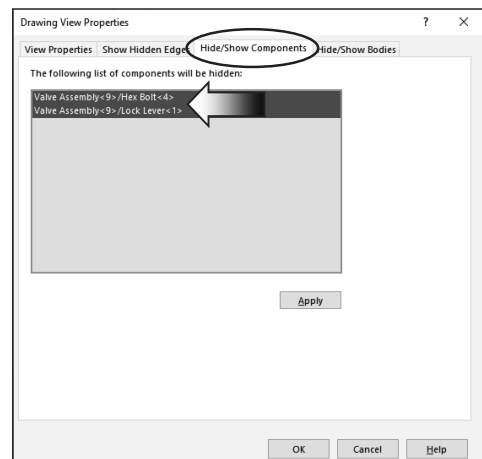 Drawing View Properties ? ×
View Properties Show Hidden Edges Hide/Show Components Hide/Show Bodies
The following list of components will be hidden:
Valve Assembly<9>/Hex Bolt<4>
Valve Assembly<9>/Lock Lever<1>
Apply
OK Cancel Help